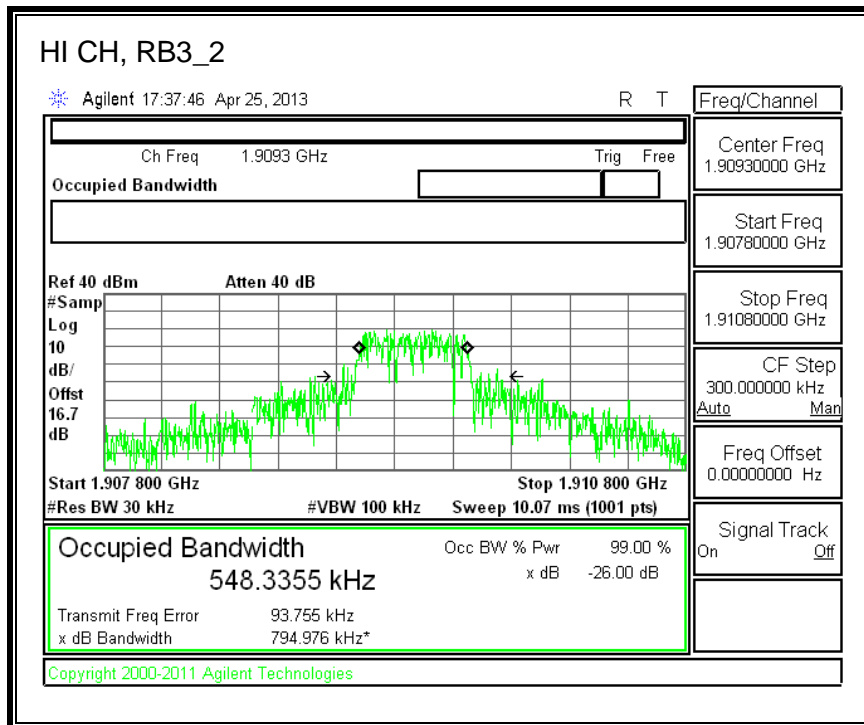 HI CH, RB3_2
Agilent 17:37:46 Apr 25, 2013 R T
Freq/Channel
Ch Freq 1.9093 GHz Trig Free
Occupied Bandwidth
Center Freq
1.90930000 GHz
Start Freq
1.90780000 GHz
Stop Freq
1.91080000 GHz
CF Step
300.000000 kHz
Auto Man
Freq Offset
0.00000000 Hz
Signal Track
On Off
Ref 40 dBm Atten 40 dB
#Samp
Log
10
dB/
Offst
16.7
dB
Start 1.907 800 GHz Stop 1.910 800 GHz
#Res BW 30 kHz #VBW 100 kHz Sweep 10.07 ms (1001 pts)
Occupied Bandwidth Occ BW % Pwr 99.00 %
548.3355 kHz x dB -26.00 dB
Transmit Freq Error 93.755 kHz
x dB Bandwidth 794.976 kHz*
Copyright 2000-2011 Agilent Technologies